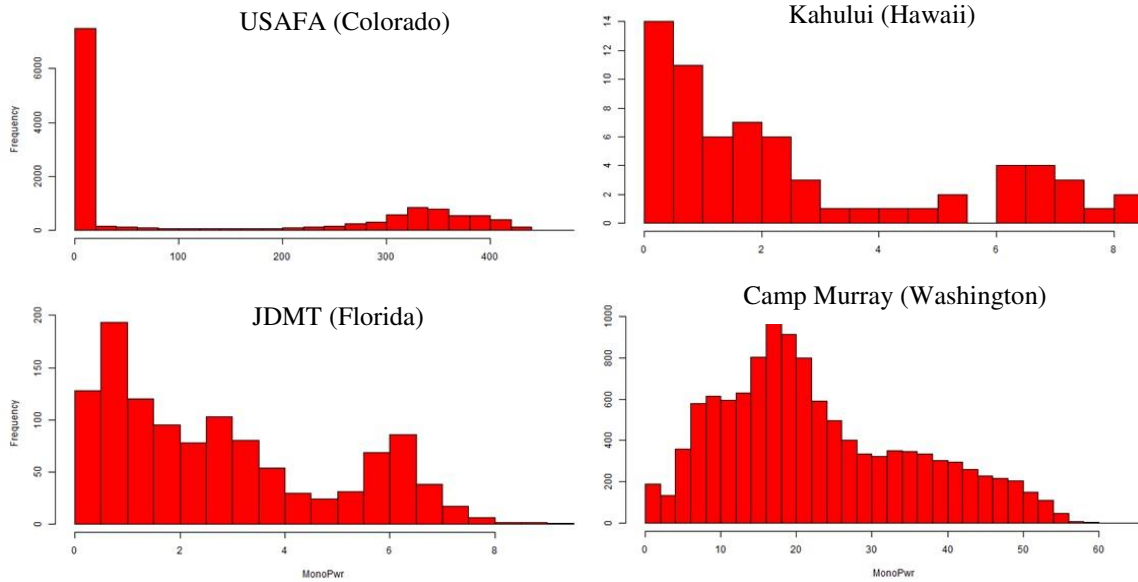 USAFA (Colorado)
Frequency
6000
4000
2000
0
0 100 200 300 400
Kahului (Hawaii)
14
12
10
8
6
4
2
0
0 2 4 6 8
JDMT (Florida)
Frequency
200
150
100
50
0
0 2 4 6 8
MonoPwr
Camp Murray (Washington)
1000
800
600
400
200
0
0 10 20 30 40 50 60
MonoPwr